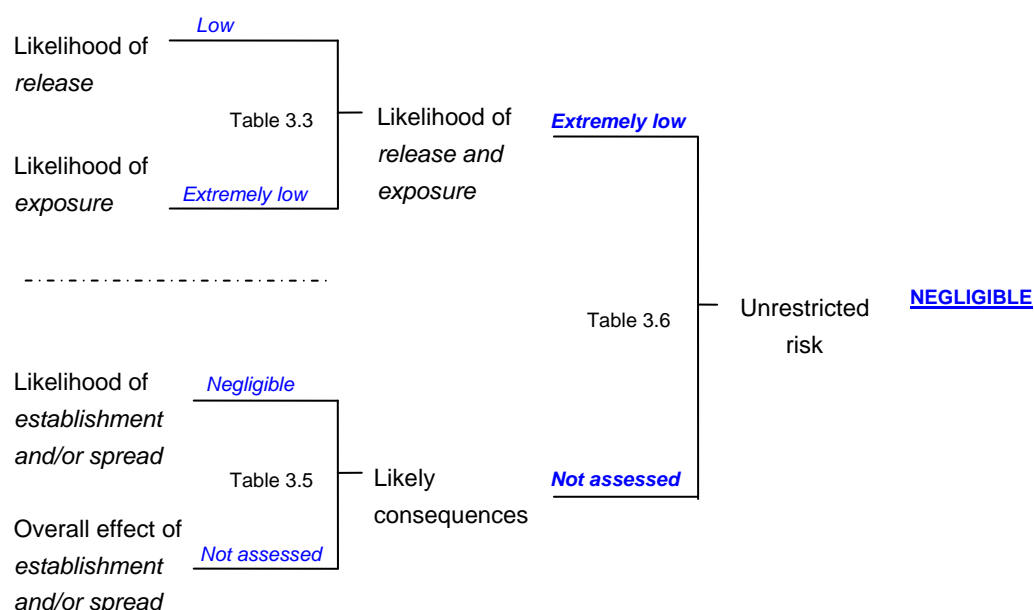 Low
Likelihood of
release
Table 3.3
Likelihood of
exposure
Extremely low
Likelihood of
release and
exposure
Extremely low
Likelihood of
establishment
and/or spread
Negligible
Table 3.5
Overall effect of
establishment
and/or spread
Not assessed
Likely
consequences
Not assessed
Table 3.6
Unrestricted
risk
NEGLIGIBLE